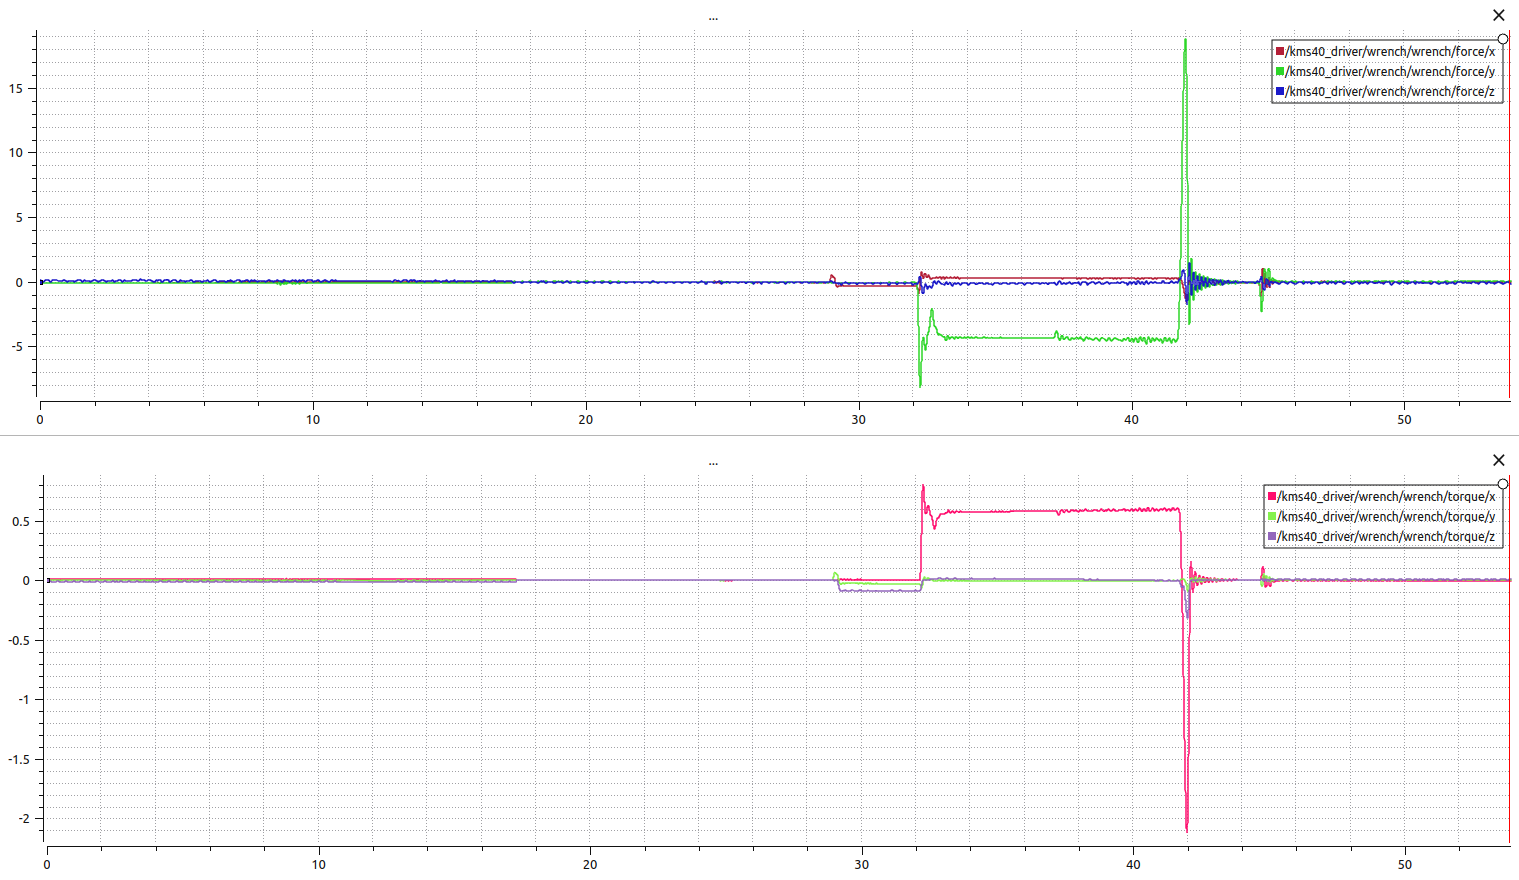 ...
/kms40_driver/wrench/wrench/force/x
/kms40_driver/wrench/wrench/force/y
/kms40_driver/wrench/wrench/force/z
15
10
5
0
-5
0 10 20 30 40 50
...
/kms40_driver/wrench/wrench/torque/x
/kms40_driver/wrench/wrench/torque/y
/kms40_driver/wrench/wrench/torque/z
0.5
0
-0.5
-1
-1.5
-2
0 10 20 30 40 50